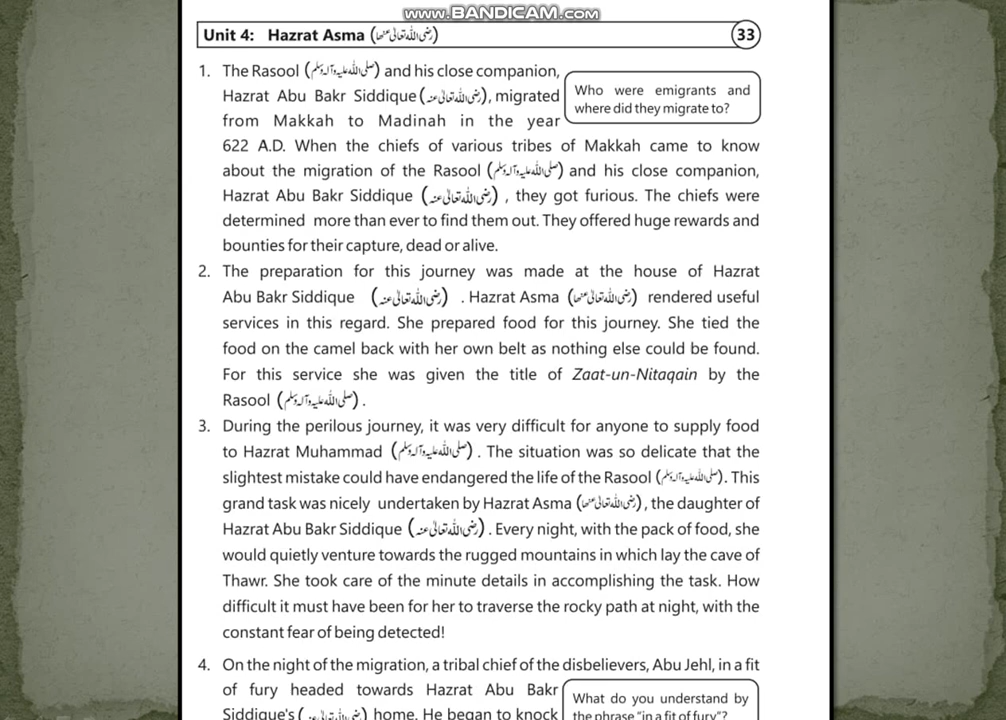 www.BANDICAM.com
Unit 4: Hazrat Asma (رضی اللہ تعالیٰ عنہا) 33
1. The Rasool (صلی اللہ علیہ وآلہ وسلم) and his close companion,
Hazrat Abu Bakr Siddique (رضی اللہ تعالیٰ عنہ), migrated
from Makkah to Madinah in the year
Who were emigrants and
where did they migrate to?
622 A.D. When the chiefs of various tribes of Makkah came to know
about the migration of the Rasool (صلی اللہ علیہ وآلہ وسلم) and his close companion,
Hazrat Abu Bakr Siddique (رضی اللہ تعالیٰ عنہ) , they got furious. The chiefs were
determined more than ever to find them out. They offered huge rewards and
bounties for their capture, dead or alive.
2. The preparation for this journey was made at the house of Hazrat
Abu Bakr Siddique (رضی اللہ تعالیٰ عنہ) . Hazrat Asma (رضی اللہ تعالیٰ عنہا) rendered useful
services in this regard. She prepared food for this journey. She tied the
food on the camel back with her own belt as nothing else could be found.
For this service she was given the title of Zaat-un-Nitaqain by the
Rasool (صلی اللہ علیہ وآلہ وسلم) .
3. During the perilous journey, it was very difficult for anyone to supply food
to Hazrat Muhammad (صلی اللہ علیہ وآلہ وسلم) . The situation was so delicate that the
slightest mistake could have endangered the life of the Rasool (صلی اللہ علیہ وآلہ وسلم). This
grand task was nicely undertaken by Hazrat Asma (رضی اللہ تعالیٰ عنہا) , the daughter of
Hazrat Abu Bakr Siddique (رضی اللہ تعالیٰ عنہ) . Every night, with the pack of food, she
would quietly venture towards the rugged mountains in which lay the cave of
Thawr. She took care of the minute details in accomplishing the task. How
difficult it must have been for her to traverse the rocky path at night, with the
constant fear of being detected!
4. On the night of the migration, a tribal chief of the disbelievers, Abu Jehl, in a fit
of fury headed towards Hazrat Abu Bakr
Siddique's (رضی اللہ تعالیٰ عنہ) home. He began to knock
What do you understand by
the phrase "in a fit of fury"?